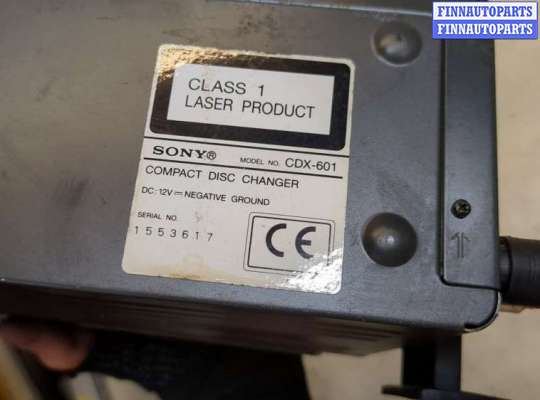 FINNAUTOPARTS
FINNAUTOPARTS
CLASS 1
LASER PRODUCT
SONY® MODEL NO. CDX-601
COMPACT DISC CHANGER
DC: 12V⎓NEGATIVE GROUND
SERIAL NO.
1553617
CE